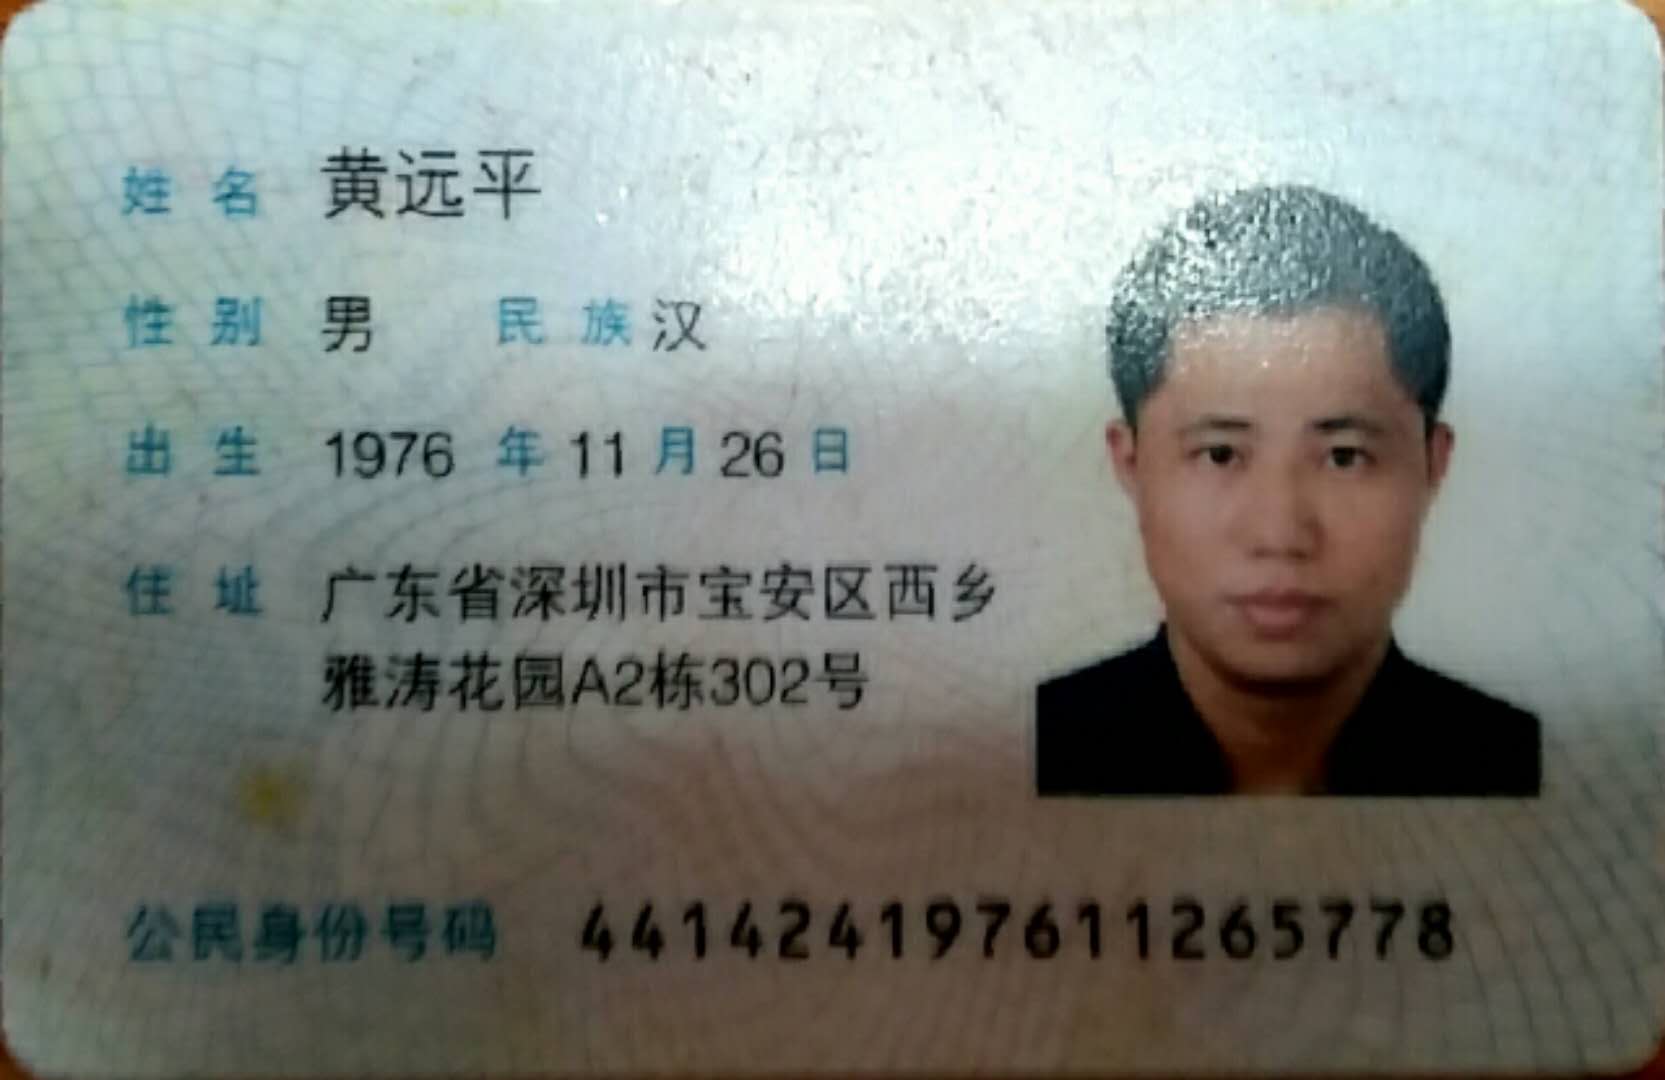 姓名 黄远平
性别 男 民族 汉
出生 1976 年 11 月 26 日
住址 广东省深圳市宝安区西乡
雅涛花园A2栋302号
公民身份号码 441424197611265778